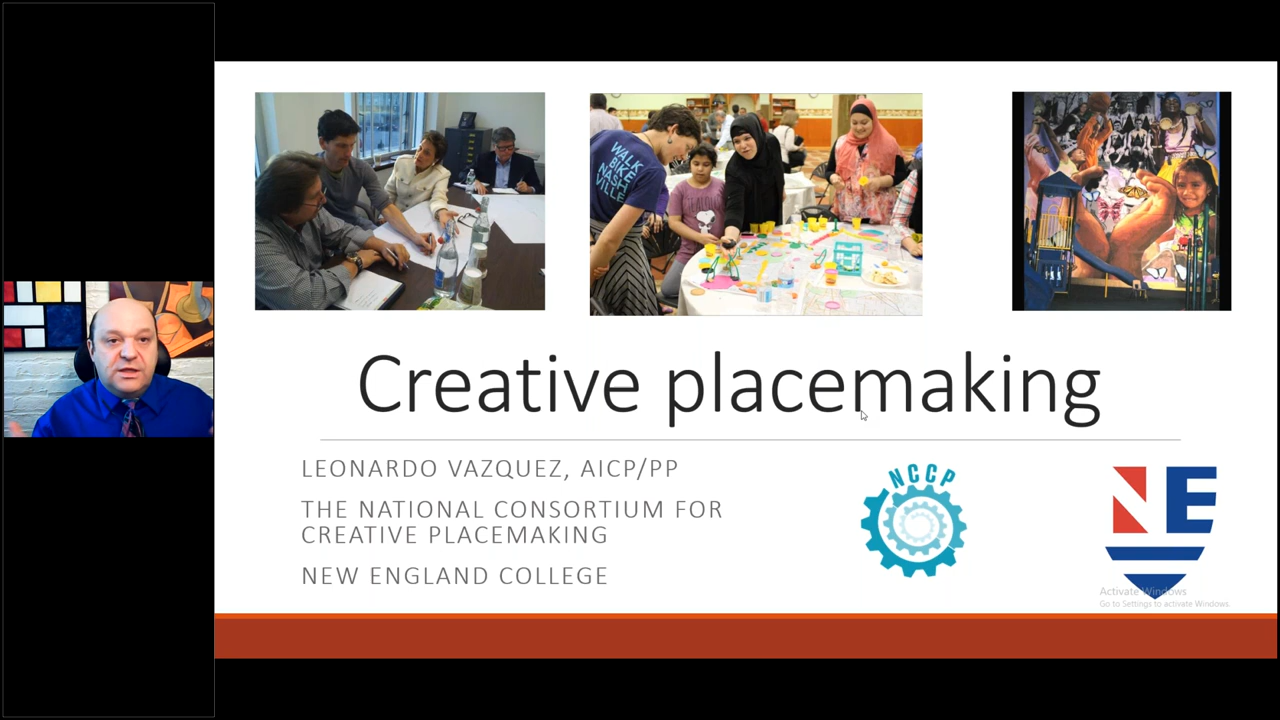 WALK
BIKE
NASH
VILLE
Creative placemaking
LEONARDO VAZQUEZ, AICP/PP
THE NATIONAL CONSORTIUM FOR
CREATIVE PLACEMAKING
NEW ENGLAND COLLEGE
NCCP
NE
Activate Windows
Go to Settings to activate Windows.